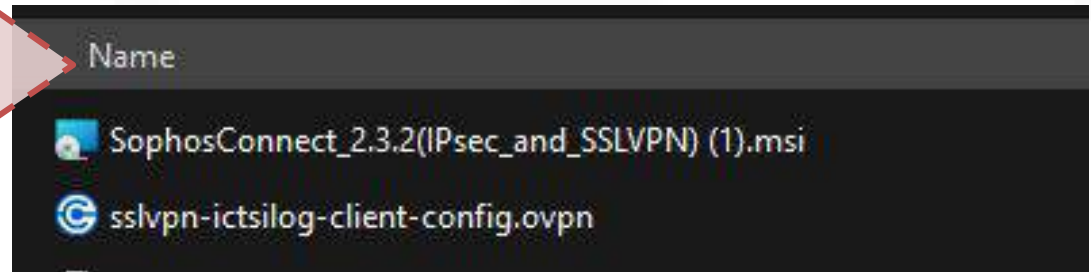 Name
SophosConnect_2.3.2(IPsec_and_SSLVPN) (1).msi
sslvpn-ictsilog-client-config.ovpn